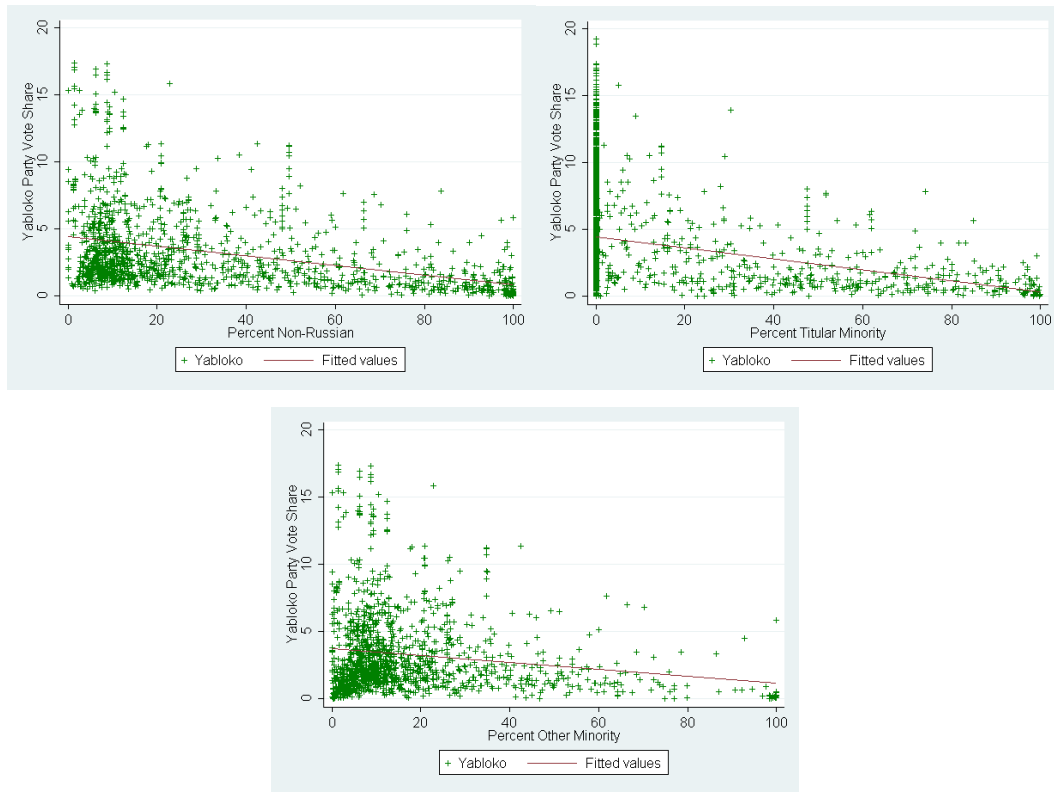 20
15
10
5
0
Yabloko Party Vote Share
0 20 40 60 80 100
Percent Non-Russian
+ Yabloko Fitted values
20
15
10
5
0
Yabloko Party Vote Share
0 20 40 60 80 100
Percent Titular Minority
+ Yabloko Fitted values
20
15
10
5
0
Yabloko Party Vote Share
0 20 40 60 80 100
Percent Other Minority
+ Yabloko Fitted values